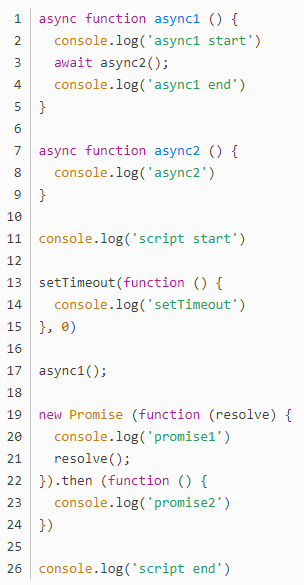 1 async function async1 () {
2   console.log('async1 start')
3   await async2();
4   console.log('async1 end')
5 }
6
7 async function async2 () {
8   console.log('async2')
9 }
10
11 console.log('script start')
12
13 setTimeout(function () {
14   console.log('setTimeout')
15 }, 0)
16
17 async1();
18
19 new Promise (function (resolve) {
20   console.log('promise1')
21   resolve();
22 }).then (function () {
23   console.log('promise2')
24 })
25
26 console.log('script end')